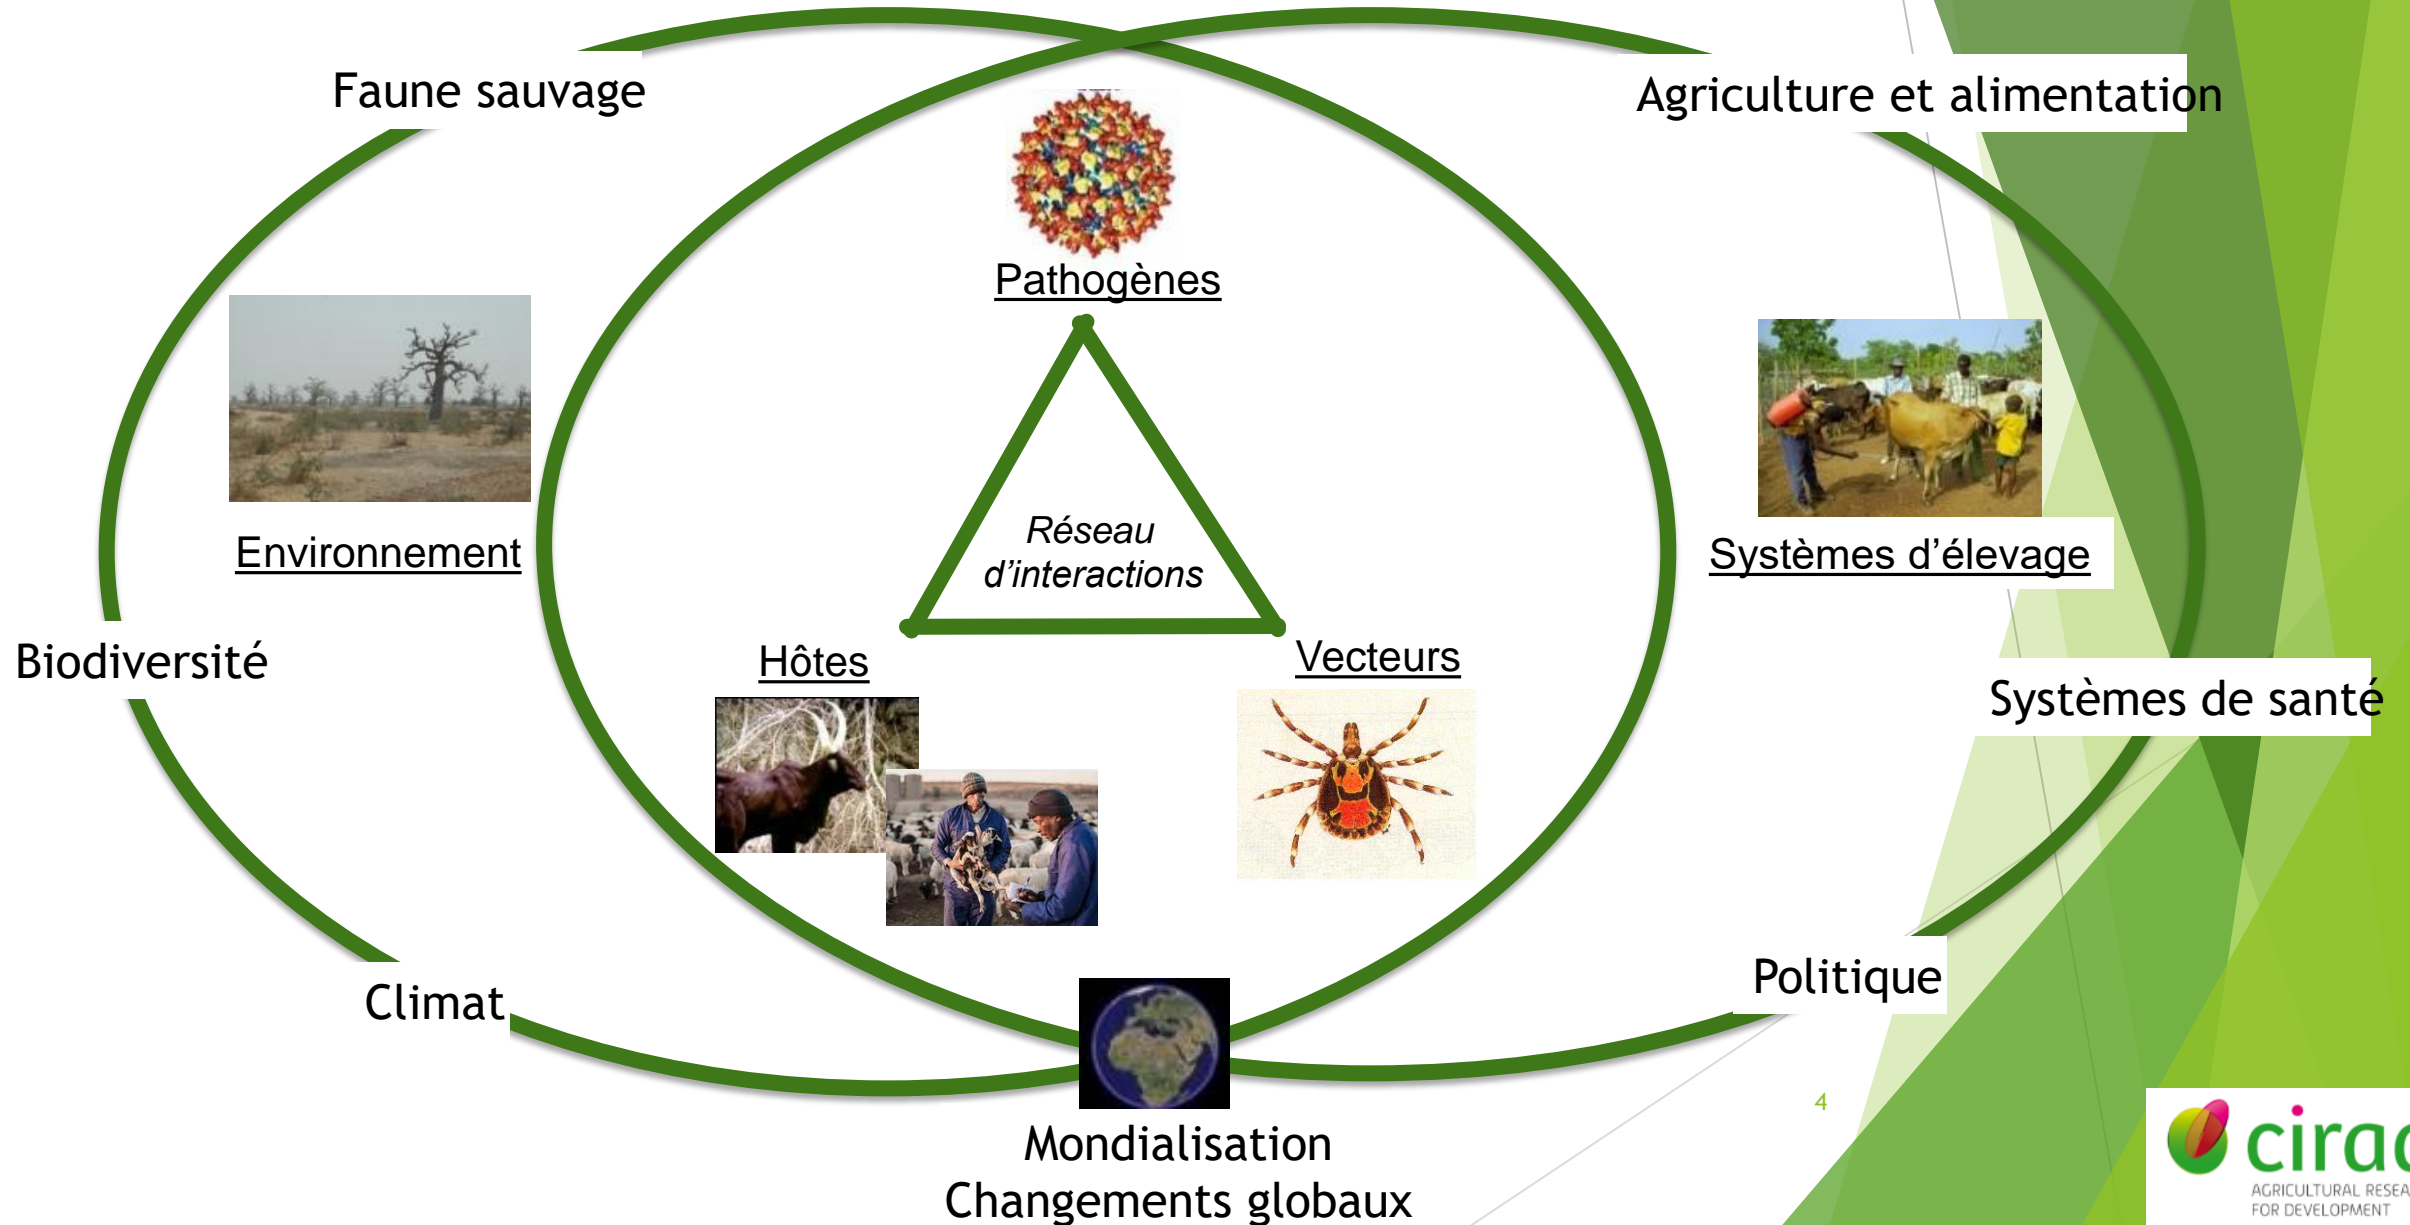 Faune sauvage
Agriculture et alimentation
Pathogènes
Réseau
d’interactions
Environnement
Systèmes d’élevage
Biodiversité
Hôtes
Vecteurs
Systèmes de santé
Climat
Politique
4
Mondialisation
Changements globaux
cirad
AGRICULTURAL RESEA
FOR DEVELOPMENT